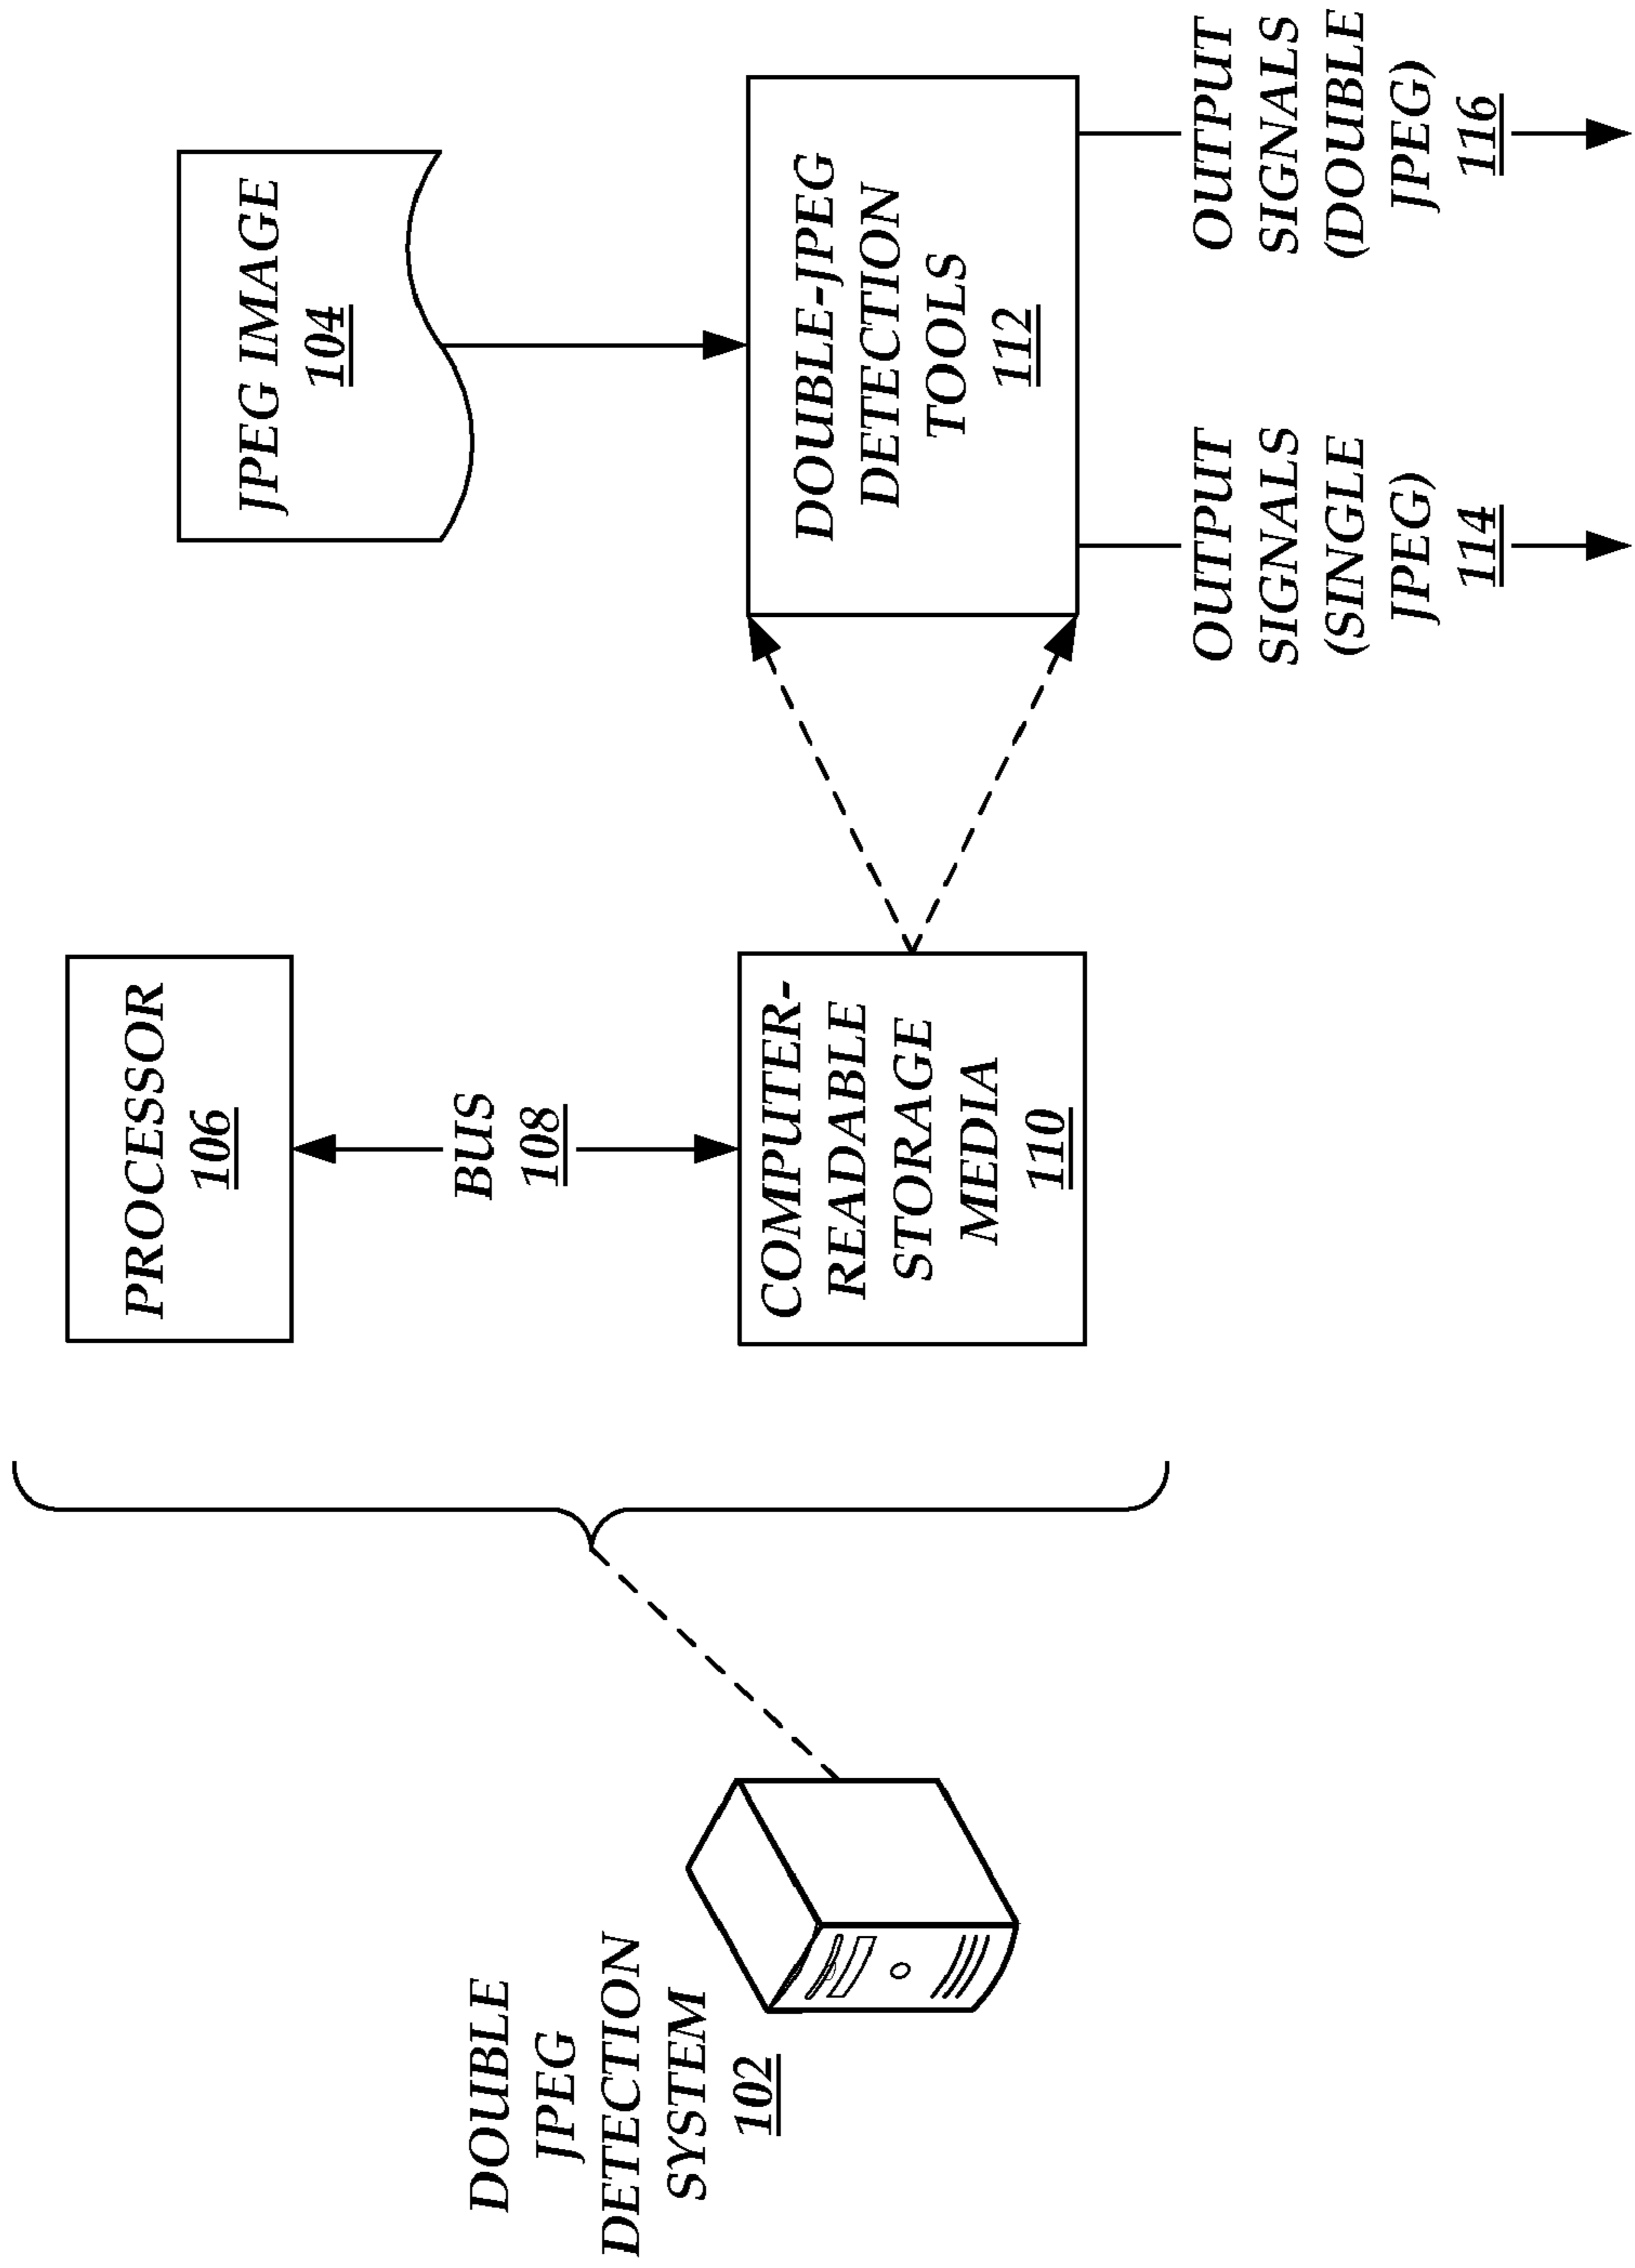 DOUBLE
JPEG
DETECTION
SYSTEM
102
PROCESSOR
106
BUS
108
COMPUTER-
READABLE
STORAGE
MEDIA
110
JPEG IMAGE
104
DOUBLE-JPEG
DETECTION
TOOLS
112
OUTPUT
SIGNALS
(SINGLE
JPEG)
114
OUTPUT
SIGNALS
(DOUBLE
JPEG)
116